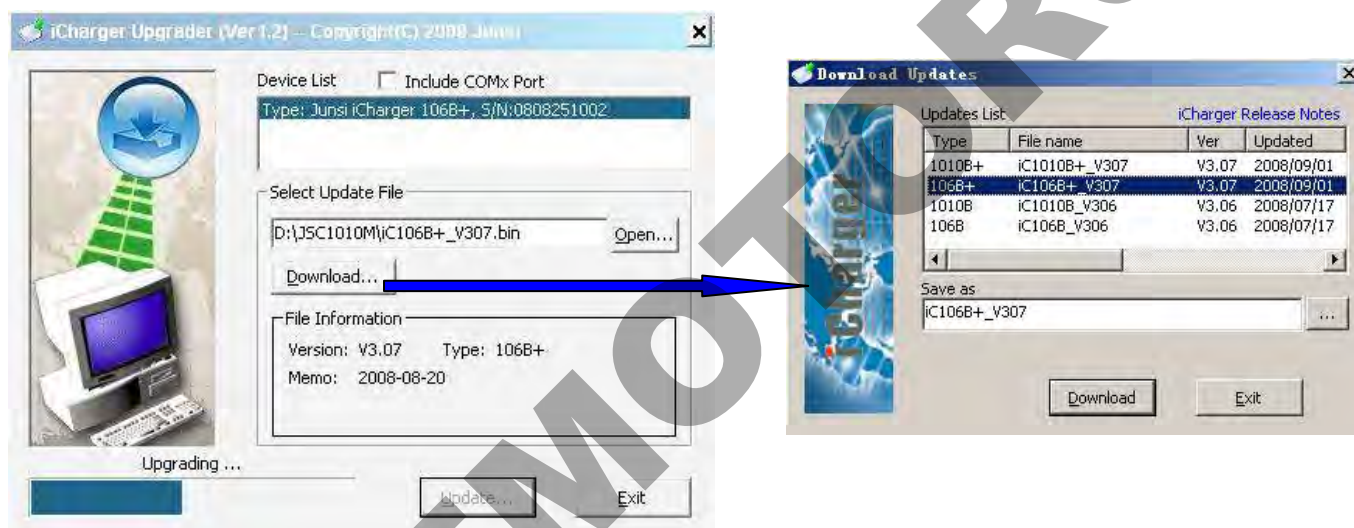 iCharger Upgrader (Ver1.2) -- Copyright(C) 2008 Junsi
Device List Include COMx Port
Type: Junsi iCharger 106B+, S/N:0808251002
Select Update File
D:\JSC1010M\iC106B+_V307.bin Open...
Download...
File Information
Version: V3.07 Type: 106B+
Memo: 2008-08-20
Upgrading ...
Update... Exit
Download Updates
Updates List iCharger Release Notes
Type File name Ver Updated
1010B+ iC1010B+_V307 V3.07 2008/09/01
106B+ iC106B+_V307 V3.07 2008/09/01
1010B iC1010B_V306 V3.06 2008/07/17
106B iC106B_V306 V3.06 2008/07/17
Save as
iC106B+_V307 ...
Download Exit
iCharger